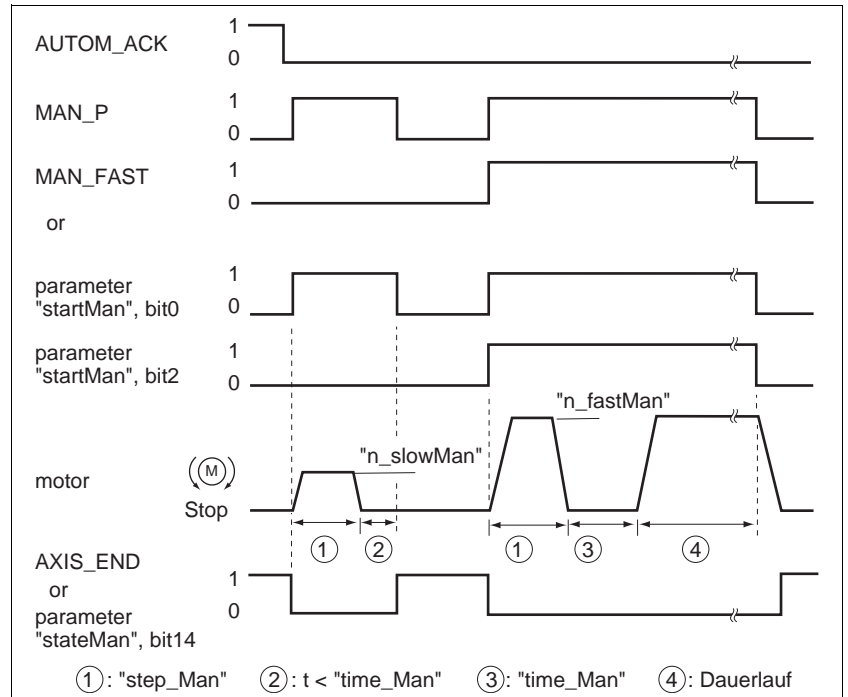 AUTOM_ACK
1
0
MAN_P
1
0
MAN_FAST
1
0
or
parameter
"startMan", bit0
1
0
parameter
"startMan", bit2
1
0
"n_fastMan"
"n_slowMan"
motor
M
Stop
1 2 1 3 4
AXIS_END
or
parameter
"stateMan", bit14
1
0
1: "step_Man" 2: t < "time_Man" 3: "time_Man" 4: Dauerlauf